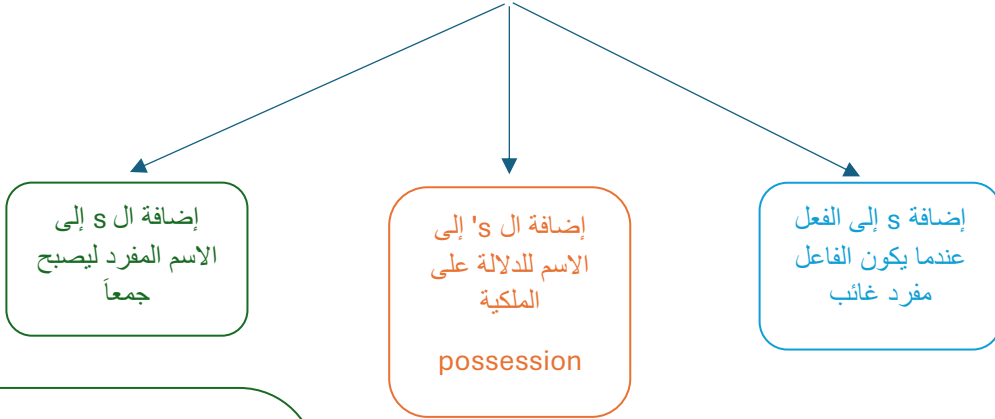 إضافة s إلى الفعل
عندما يكون الفاعل
مفرد غائب
إضافة ال s' إلى
الاسم للدلالة على
الملكية
possession
إضافة ال s إلى
الاسم المفرد ليصبح
جمعاَ